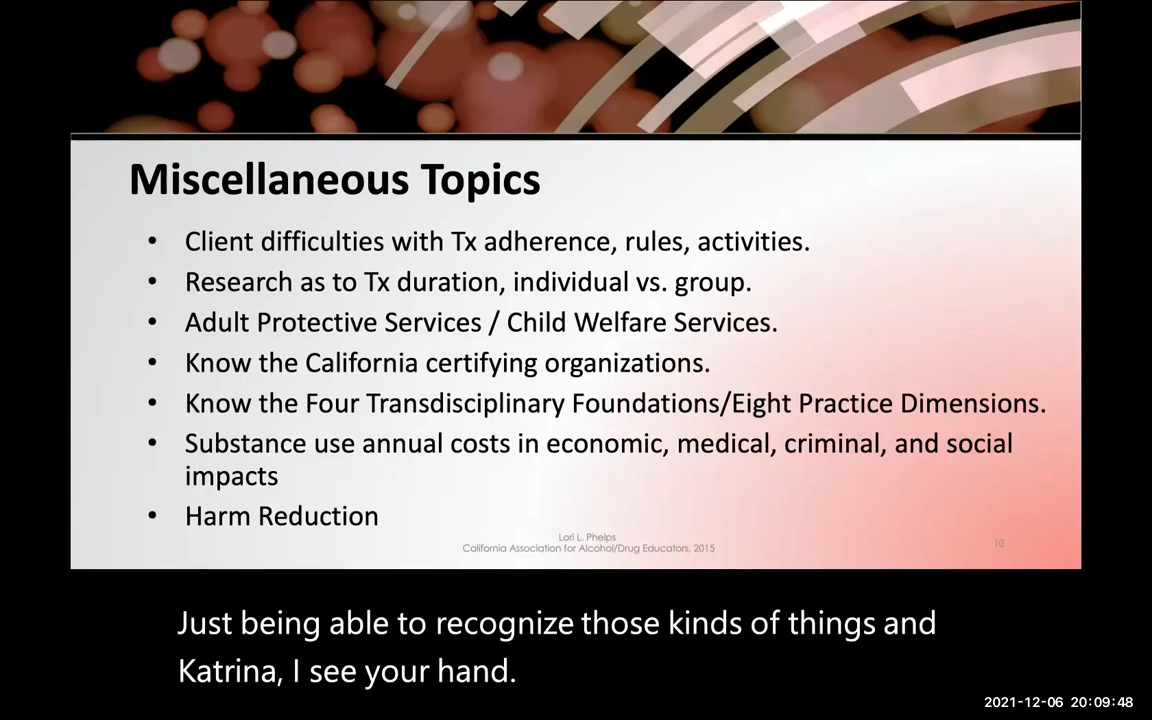 Miscellaneous Topics
• Client difficulties with Tx adherence, rules, activities.
• Research as to Tx duration, individual vs. group.
• Adult Protective Services / Child Welfare Services.
• Know the California certifying organizations.
• Know the Four Transdisciplinary Foundations/Eight Practice Dimensions.
• Substance use annual costs in economic, medical, criminal, and social
impacts
• Harm Reduction
Lori L. Phelps
California Association for Alcohol/Drug Educators, 2015
10
Just being able to recognize those kinds of things and
Katrina, I see your hand.
2021-12-06 20:09:48